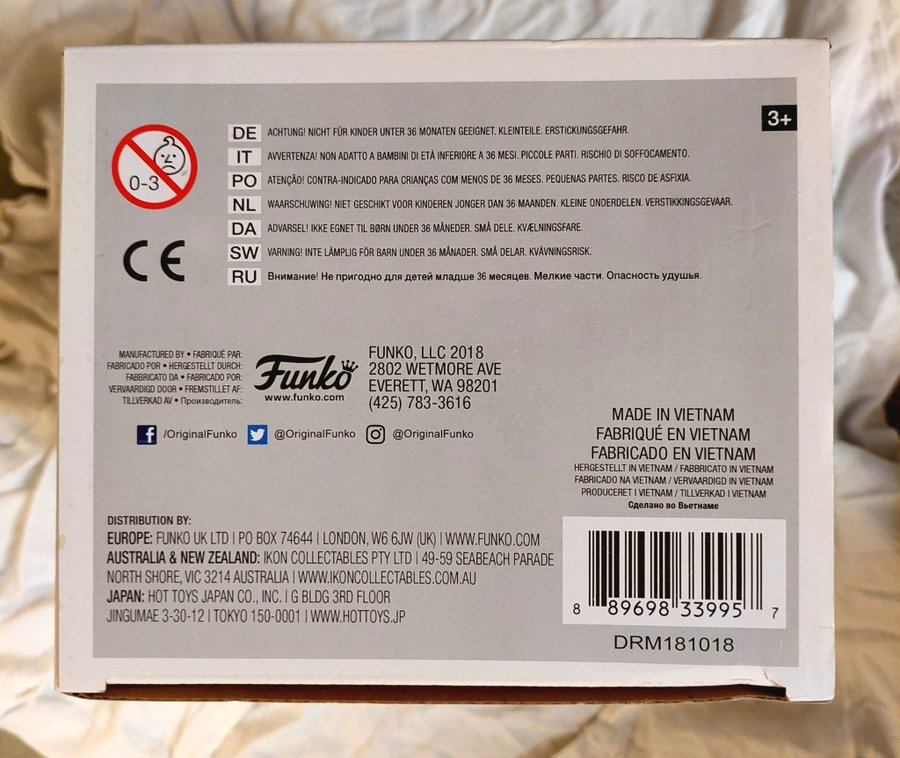 3+
0-3
DE ACHTUNG! NICHT FÜR KINDER UNTER 36 MONATEN GEEIGNET. KLEINTEILE. ERSTICKUNGSGEFAHR.
IT AVVERTENZA! NON ADATTO A BAMBINI DI ETÀ INFERIORE A 36 MESI. PICCOLE PARTI. RISCHIO DI SOFFOCAMENTO.
PO ATENÇÃO! CONTRA-INDICADO PARA CRIANÇAS COM MENOS DE 36 MESES. PEQUENAS PARTES. RISCO DE ASFIXIA.
NL WAARSCHUWING! NIET GESCHIKT VOOR KINDEREN JONGER DAN 36 MAANDEN. KLEINE ONDERDELEN. VERSTIKKINGSGEVAAR.
DA ADVARSEL! IKKE EGNET TIL BØRN UNDER 36 MÅNEDER. SMÅ DELE. KVÆLNINGSFARE.
SW VARNING! INTE LÄMPLIG FÖR BARN UNDER 36 MÅNADER. SMÅ DELAR. KVÄVNINGSRISK.
RU Внимание! Не пригодно для детей младше 36 месяцев. Мелкие части. Опасность удушья.
CE
MANUFACTURED BY • FABRIQUÉ PAR:
FABRICADO POR • HERGESTELLT DURCH:
FABBRICATO DA • FABRICADO POR:
VERVAARDIGD DOOR • FREMSTILLET AF:
TILLVERKAD AV • Производитель:
Funko
www.funko.com
FUNKO, LLC 2018
2802 WETMORE AVE
EVERETT, WA 98201
(425) 783-3616
/OriginalFunko @OriginalFunko @OriginalFunko
MADE IN VIETNAM
FABRIQUÉ EN VIETNAM
FABRICADO EN VIETNAM
HERGESTELLT IN VIETNAM / FABBRICATO IN VIETNAM
FABRICADO NA VIETNAM / VERVAARDIGD IN VIETNAM
PRODUCERET I VIETNAM / TILLVERKAD I VIETNAM
Сделано во Вьетнаме
DISTRIBUTION BY:
EUROPE: FUNKO UK LTD | PO BOX 74644 | LONDON, W6 6JW (UK) | WWW.FUNKO.COM
AUSTRALIA & NEW ZEALAND: IKON COLLECTABLES PTY LTD | 49-59 SEABEACH PARADE
NORTH SHORE, VIC 3214 AUSTRALIA | WWW.IKONCOLLECTABLES.COM.AU
JAPAN: HOT TOYS JAPAN CO., INC. | G BLDG 3RD FLOOR
JINGUMAE 3-30-12 | TOKYO 150-0001 | WWW.HOTTOYS.JP
8 89698 33995 7
DRM181018